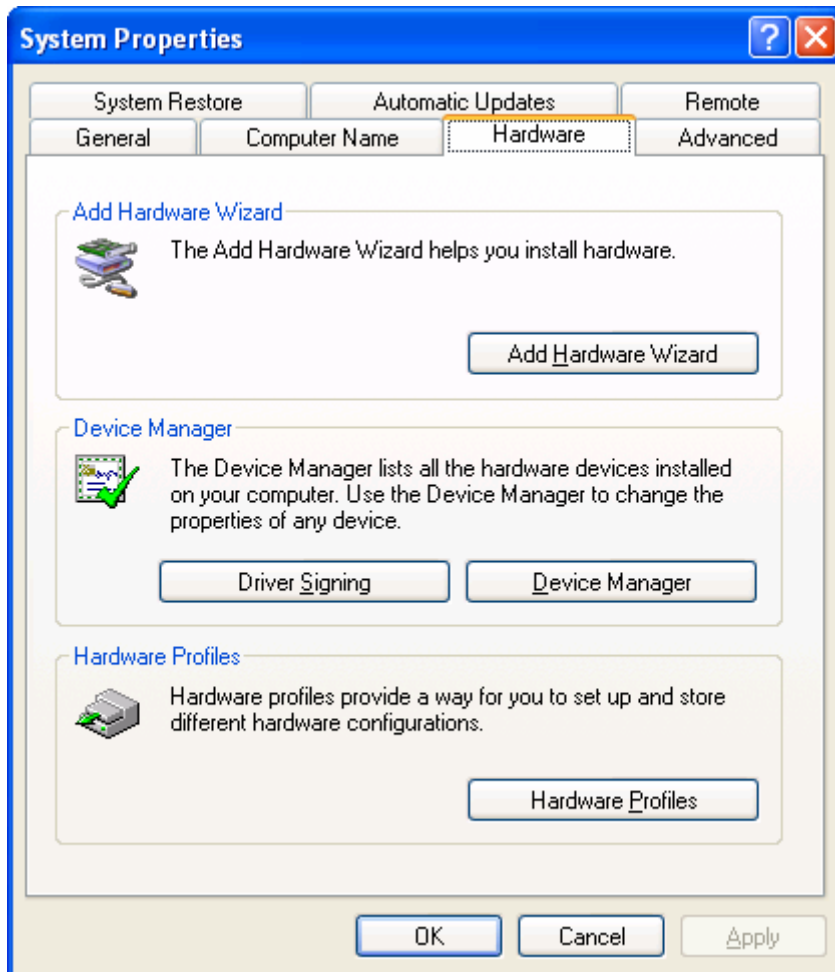 System Properties
System Restore Automatic Updates Remote
General Computer Name Hardware Advanced
Add Hardware Wizard
The Add Hardware Wizard helps you install hardware.
Add Hardware Wizard
Device Manager
The Device Manager lists all the hardware devices installed
on your computer. Use the Device Manager to change the
properties of any device.
Driver Signing Device Manager
Hardware Profiles
Hardware profiles provide a way for you to set up and store
different hardware configurations.
Hardware Profiles
OK Cancel Apply